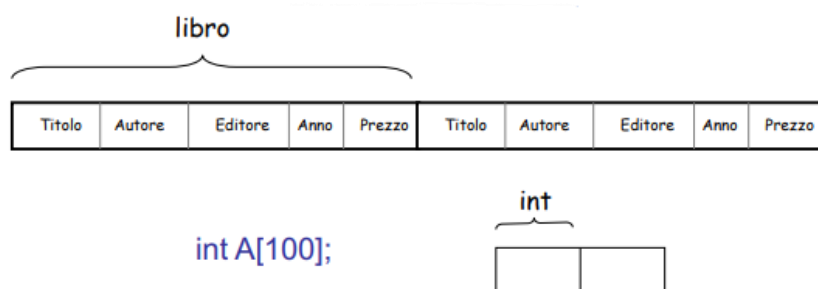 libro
Titolo Autore Editore Anno Prezzo Titolo Autore Editore Anno Prezzo
int
int A[100];